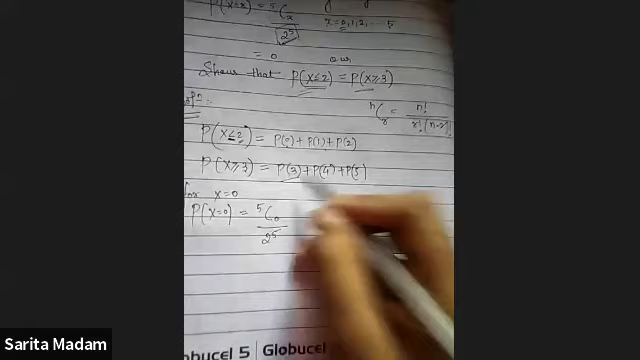 P(X=x) = ⁵Cₓ / 2⁵
x=0,1,2,...5
= 0
Show that P(X≤2) = P(X≥3)
ⁿCᵣ = n! / r!(n-r)!
P(X≤2) = P(0)+P(1)+P(2)
P(X≥3) = P(3)+P(4)+P(5)
for x=0
P(X=0) = ⁵C₀ / 2⁵
obucel 5 | Globucel
Sarita Madam